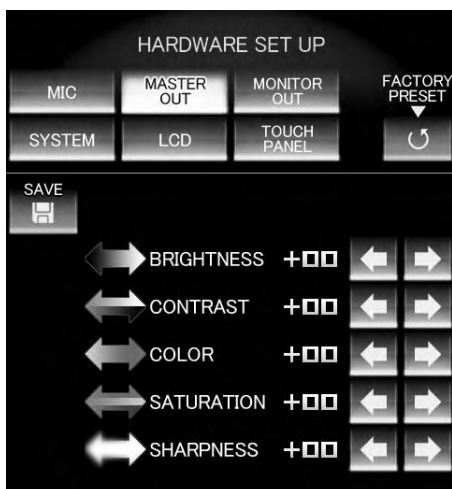 HARDWARE SET UP
MIC
MASTER OUT
MONITOR OUT
FACTORY PRESET
SYSTEM
LCD
TOUCH PANEL
SAVE
BRIGHTNESS +00
CONTRAST +00
COLOR +00
SATURATION +00
SHARPNESS +00